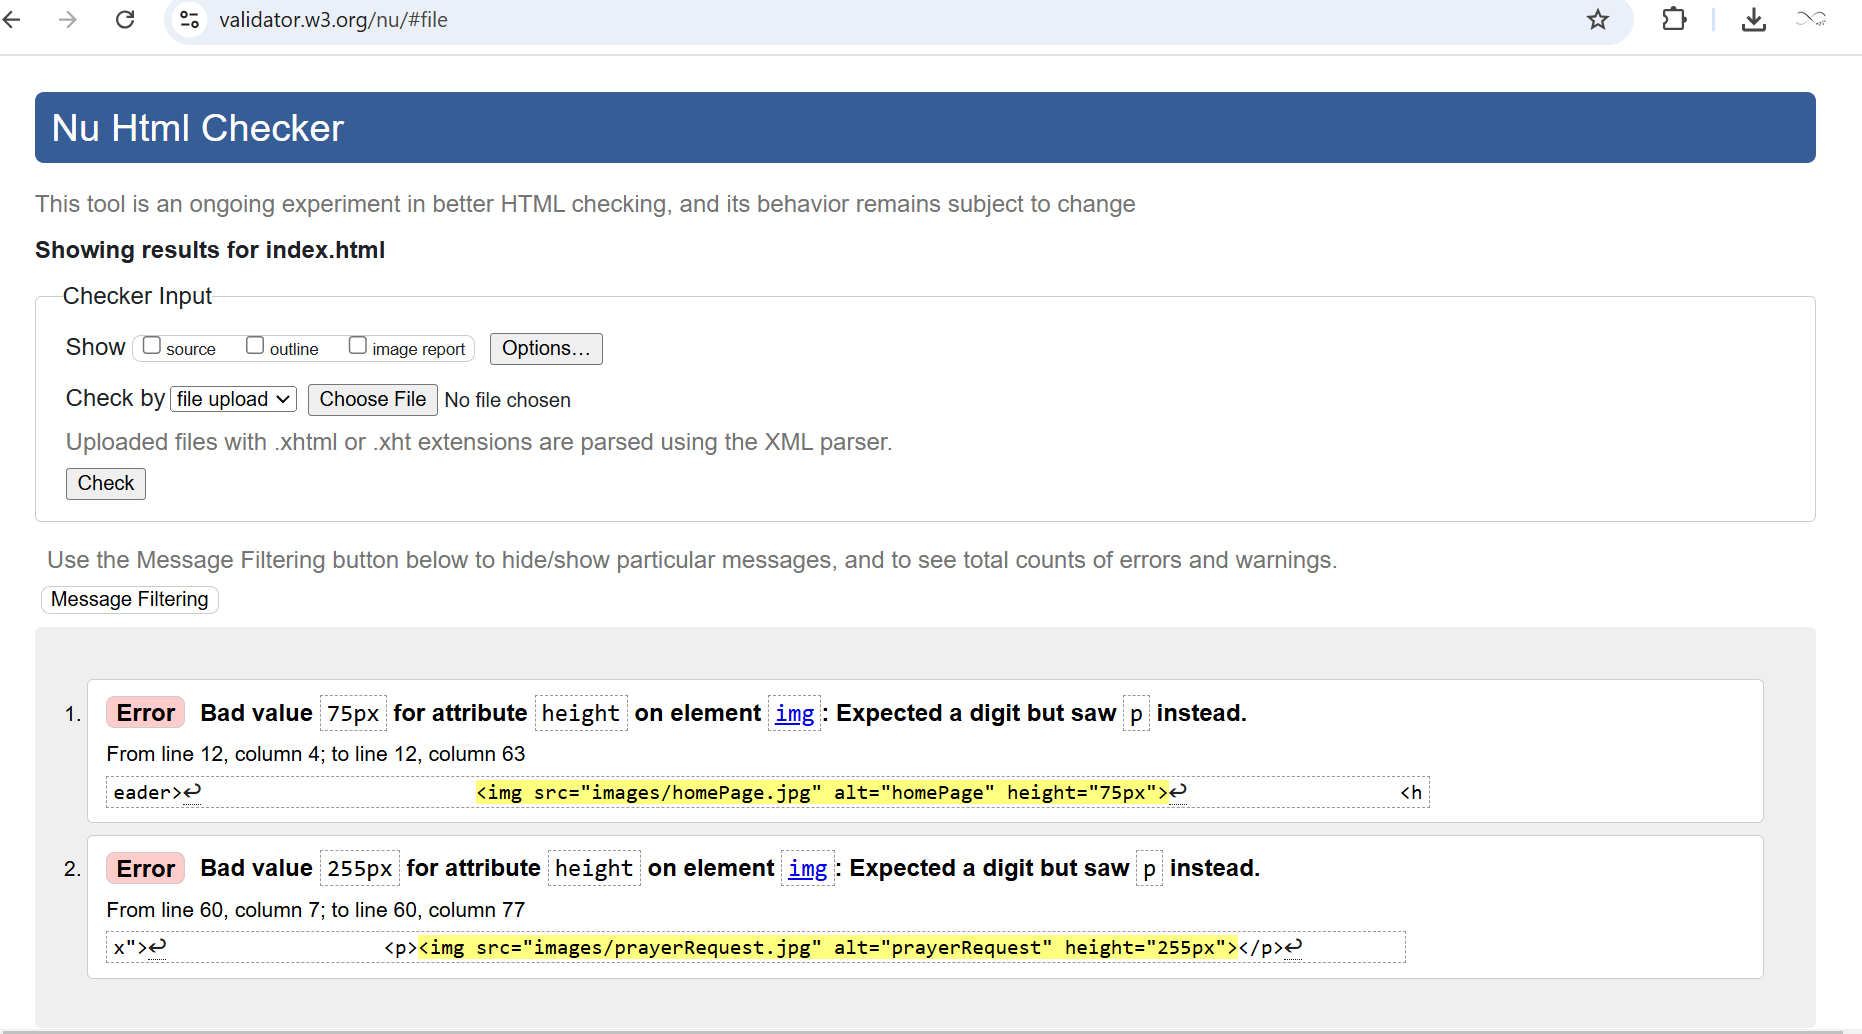 validator.w3.org/nu/#file
Nu Html Checker
This tool is an ongoing experiment in better HTML checking, and its behavior remains subject to change
Showing results for index.html
Checker Input
Show source outline image report Options...
Check by file upload Choose File No file chosen
Uploaded files with .xhtml or .xht extensions are parsed using the XML parser.
Check
Use the Message Filtering button below to hide/show particular messages, and to see total counts of errors and warnings.
Message Filtering
1. Error Bad value 75px for attribute height on element img: Expected a digit but saw p instead.
From line 12, column 4; to line 12, column 63
eader>↩ <img src="images/homePage.jpg" alt="homePage" height="75px">↩ <h
2. Error Bad value 255px for attribute height on element img: Expected a digit but saw p instead.
From line 60, column 7; to line 60, column 77
x">↩ <p><img src="images/prayerRequest.jpg" alt="prayerRequest" height="255px"></p>↩